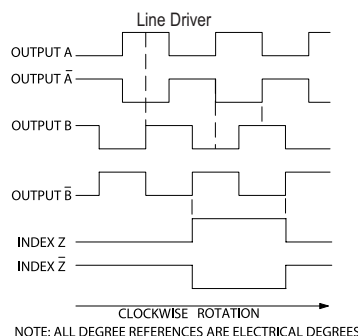 Line Driver
OUTPUT A
OUTPUT A̅
OUTPUT B
OUTPUT B̅
INDEX Z
INDEX Z̅
CLOCKWISE ROTATION
NOTE: ALL DEGREE REFERENCES ARE ELECTRICAL DEGREES